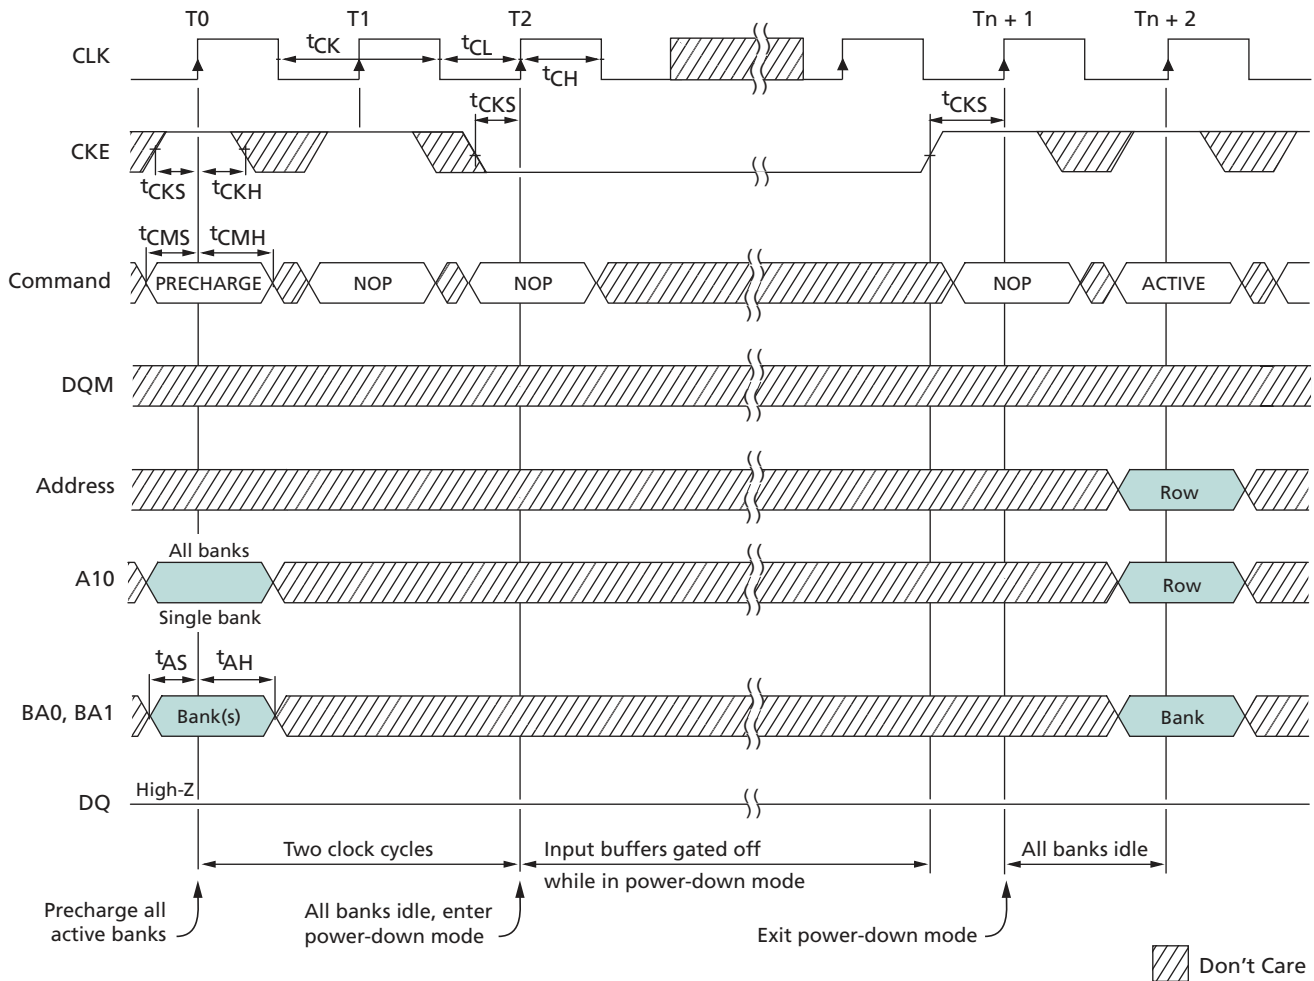 T0 T1 T2 Tn + 1 Tn + 2
CLK tCK tCL tCH
tCKS tCKS
CKE
tCKS tCKH
tCMS tCMH
Command PRECHARGE NOP NOP NOP ACTIVE
DQM
Address Row
All banks
A10 Row
Single bank
tAS tAH
BA0, BA1 Bank(s) Bank
High-Z
DQ
Two clock cycles Input buffers gated off All banks idle
while in power-down mode
Precharge all All banks idle, enter
active banks power-down mode Exit power-down mode
Don't Care